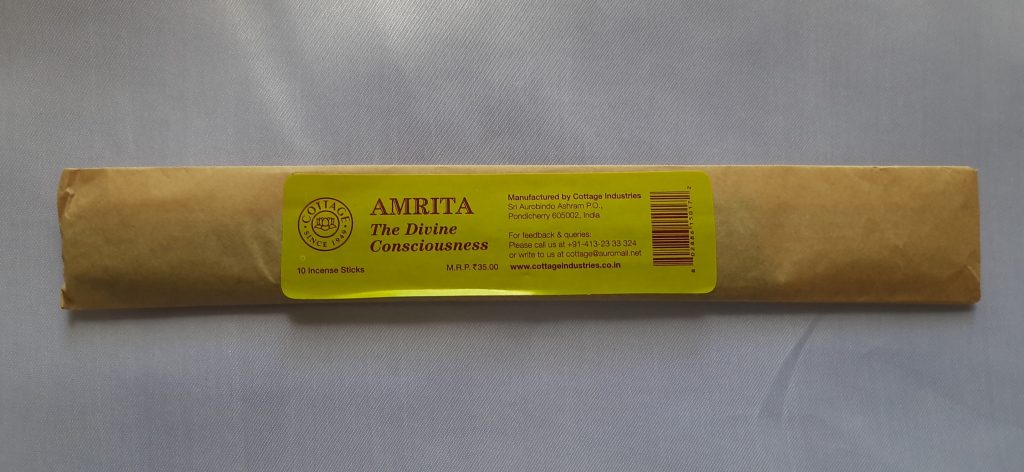 COTTAGE
SINCE 1949
AMRITA
The Divine
Consciousness
10 Incense Sticks
M.R.P. ₹35.00
Manufactured by Cottage Industries
Sri Aurobindo Ashram P.O.,
Pondicherry 605002, India
For feedback & queries:
Please call us at +91-413-23 33 324
or write to us at cottage@auromail.net
www.cottageindustries.co.in